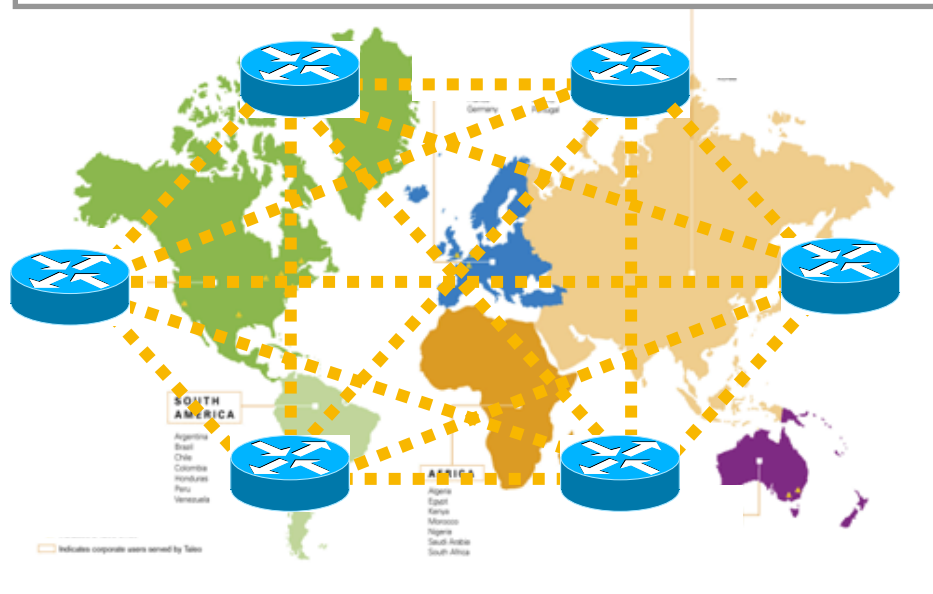 Germany
Portugal
SOUTH
AMERICA
Argentina
Brazil
Chile
Colombia
Honduras
Peru
Venezuela
AFRICA
Algeria
Egypt
Kenya
Morocco
Nigeria
Saudi Arabia
South Africa
Indicates corporate users served by Taleo